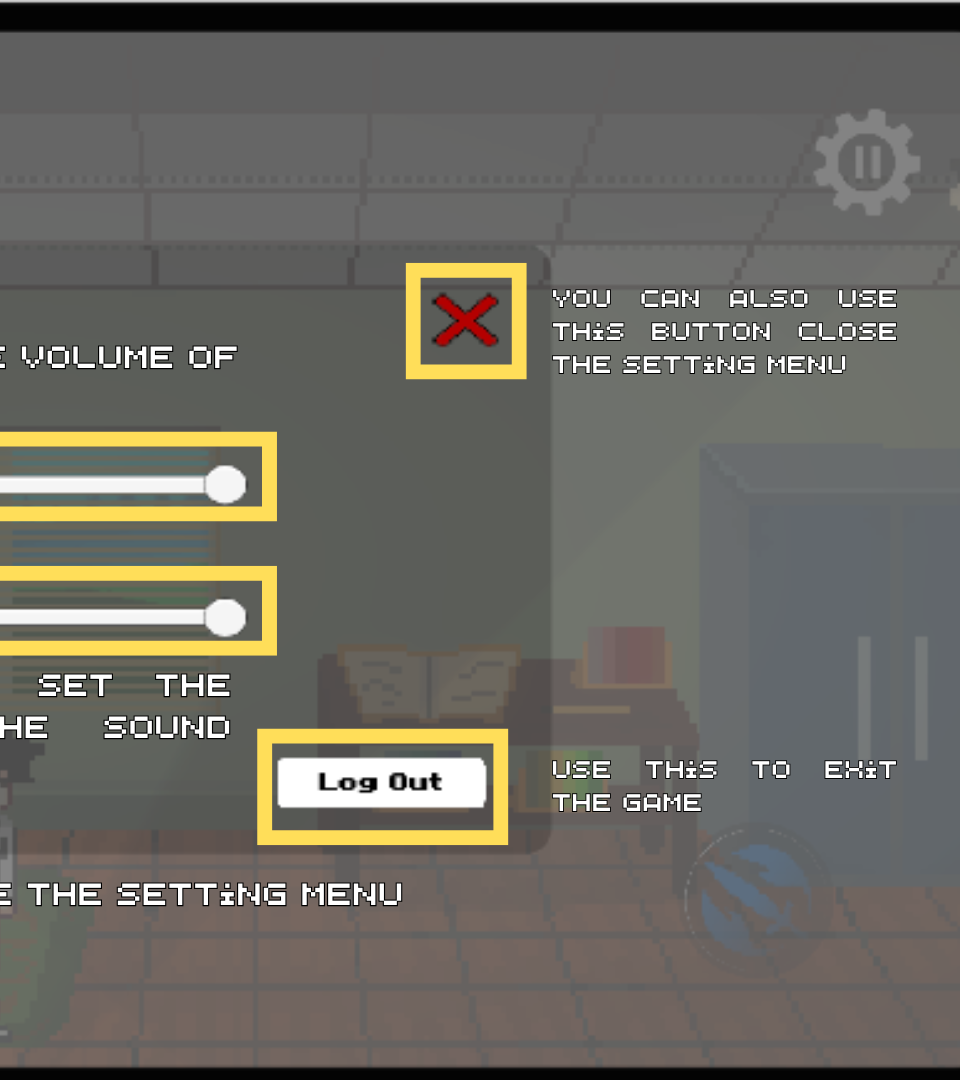 YOU CAN ALSO USE
THIS BUTTON CLOSE
THE SETTING MENU
VOLUME OF
SET THE
SOUND
Log Out
USE THIS TO EXIT
THE GAME
THE SETTING MENU